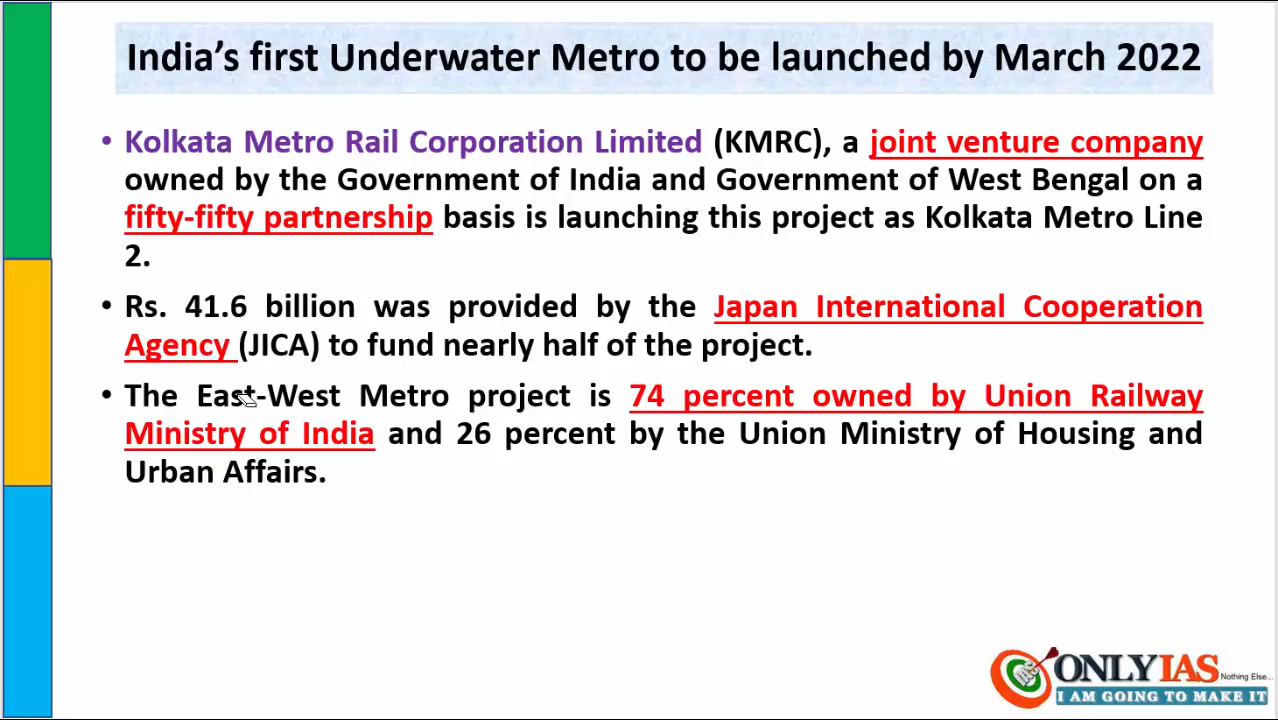 India's first Underwater Metro to be launched by March 2022
• Kolkata Metro Rail Corporation Limited (KMRC), a joint venture company
owned by the Government of India and Government of West Bengal on a
fifty-fifty partnership basis is launching this project as Kolkata Metro Line
2.
• Rs. 41.6 billion was provided by the Japan International Cooperation
Agency (JICA) to fund nearly half of the project.
• The East-West Metro project is 74 percent owned by Union Railway
Ministry of India and 26 percent by the Union Ministry of Housing and
Urban Affairs.
ONLYIAS Nothing Else...
I AM GOING TO MAKE IT